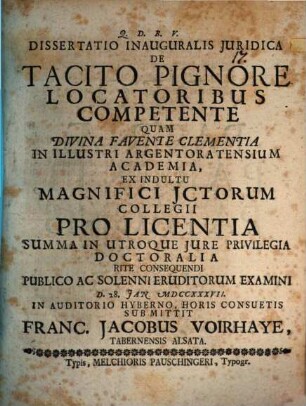 Q. D. B. V.
DISSERTATIO INAUGURALIS JURIDICA
DE 17.
TACITO PIGNORE
LOCATORIBUS
COMPETENTE
QUAM
DIVINA FAVENTE CLEMENTIA
IN ILLUSTRI ARGENTORATENSIUM
ACADEMIA,
EX INDULTU
MAGNIFICI JCTORUM
COLLEGII
PRO LICENTIA
SUMMA IN UTROQUE JURE PRIVILEGIA
DOCTORALIA
RITE CONSEQUENDI
PUBLICO AC SOLENNI ERUDITORUM EXAMINI
D. 28. JAN. MDCCXXXVII.
IN AUDITORIO HYBERNO, HORIS CONSUETIS
SUBMITTIT
FRANC. JACOBUS VOIRHAYE,
TABERNENSIS ALSATA.
Typis, MELCHIORIS PAUSCHINGERI, Typogr.